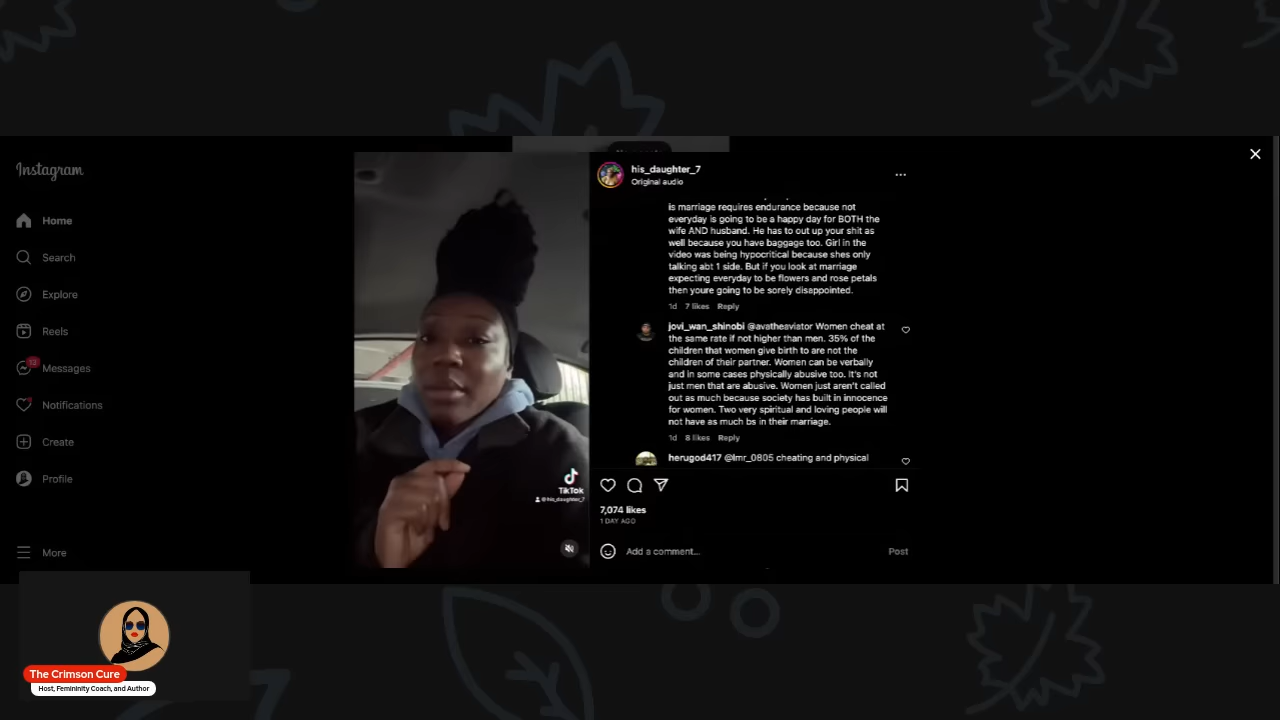 Instagram
Home
Search
Explore
Reels
13
Messages
Notifications
Create
Profile
More
TikTok
@his_daughter_7
his_daughter_7
Original audio
is marriage requires endurance because not
everyday is going to be a happy day for BOTH the
wife AND husband. He has to out up your shit as
well because you have baggage too. Girl in the
video was being hypocritical because shes only
talking abt 1 side. But if you look at marriage
expecting everyday to be flowers and rose petals
then youre going to be sorely disappointed.
1d 7 likes Reply
jovi_wan_shinobi @avatheaviator Women cheat at
the same rate if not higher than men. 35% of the
children that women give birth to are not the
children of their partner. Women can be verbally
and in some cases physically abusive too. It's not
just men that are abusive. Women just aren't called
out as much because society has built in innocence
for women. Two very spiritual and loving people will
not have as much bs in their marriage.
1d 8 likes Reply
herugod417 @lmr_0805 cheating and physical
7,074 likes
1 DAY AGO
Add a comment...
Post
The Crimson Cure
Host, Femininity Coach, and Author